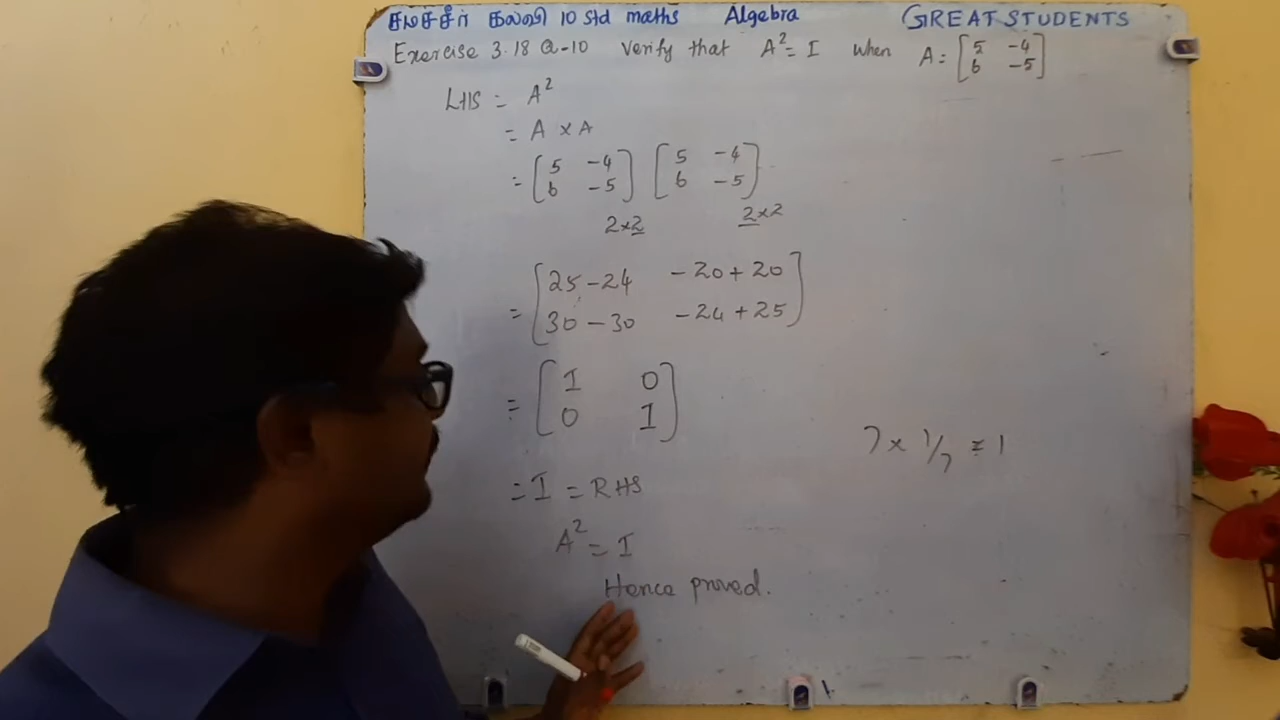 சமச்சீர் கல்வி 10 std maths Algebra GREAT STUDENTS
Exercise 3.18 Q-10 Verify that A² = I when A = [5 -4
6 -5]
LHS = A²
= A × A
= [5 -4 [5 -4
6 -5] 6 -5]
2×2 2×2
= [25-24 -20+20
30-30 -24+25]
= [I 0
0 I]
7 × 1/7 = 1
= I = RHS
A² = I
Hence proved.